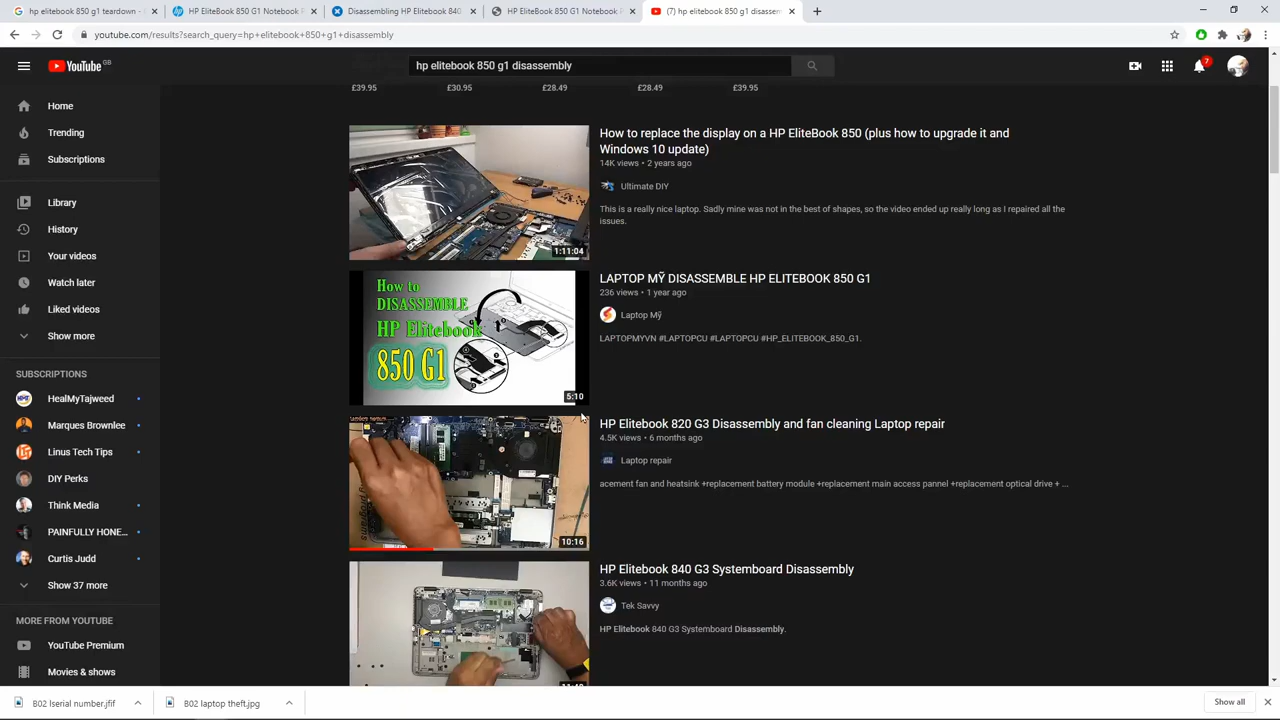 hp elitebook 850 g1 teardown -
HP EliteBook 850 G1 Notebook P
Disassembling HP Elitebook 840
HP EliteBook 850 G1 Notebook P
(7) hp elitebook 850 g1 disassem
youtube.com/results?search_query=hp+elitebook+850+g1+disassembly
YouTube GB
hp elitebook 850 g1 disassembly
7
£39.95 £30.95 £28.49 £28.49 £39.95
Home
Trending
Subscriptions
Library
History
Your videos
Watch later
Liked videos
Show more
SUBSCRIPTIONS
HealMyTajweed
Marques Brownlee
Linus Tech Tips
DIY Perks
Think Media
PAINFULLY HONE...
Curtis Judd
Show 37 more
MORE FROM YOUTUBE
YouTube Premium
Movies & shows
How to replace the display on a HP EliteBook 850 (plus how to upgrade it and
Windows 10 update)
14K views • 2 years ago
Ultimate DIY
This is a really nice laptop. Sadly mine was not in the best of shapes, so the video ended up really long as I repaired all the
issues.
1:11:04
How to
DISASSEMBLE
HP Elitebook
850 G1
5:10
LAPTOP MỸ DISASSEMBLE HP ELITEBOOK 850 G1
236 views • 1 year ago
Laptop Mỹ
LAPTOPMYVN #LAPTOPCU #LAPTOPCU #HP_ELITEBOOK_850_G1.
10:16
HP Elitebook 820 G3 Disassembly and fan cleaning Laptop repair
4.5K views • 6 months ago
Laptop repair
acement fan and heatsink +replacement battery module +replacement main access pannel +replacement optical drive + ...
HP Elitebook 840 G3 Systemboard Disassembly
3.6K views • 11 months ago
Tek Savvy
HP Elitebook 840 G3 Systemboard Disassembly.
B02 lserial number.jfif
B02 laptop theft.jpg
Show all